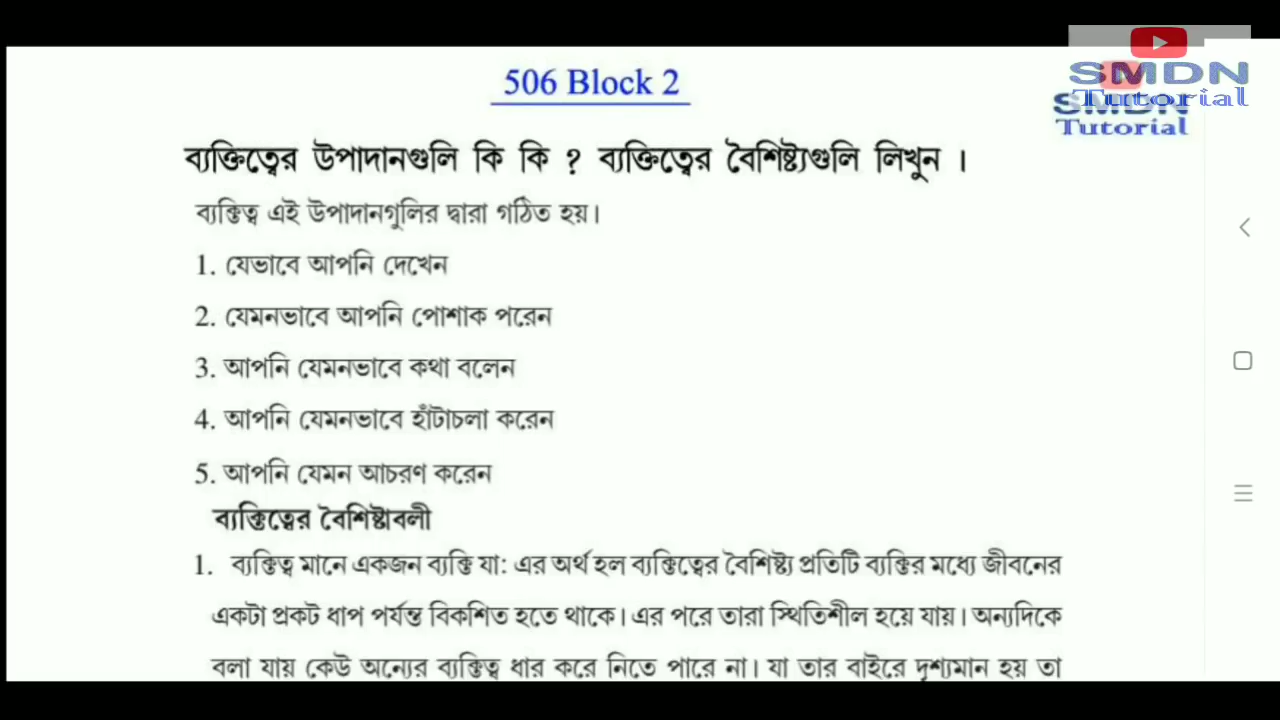 506 Block 2
SMDN
Tutorial
SMDN
Tutorial
ব্যক্তিত্বের উপাদানগুলি কি কি ? ব্যক্তিত্বের বৈশিষ্ট্যগুলি লিখুন ।
ব্যক্তিত্ব এই উপাদানগুলির দ্বারা গঠিত হয়।
1. যেভাবে আপনি দেখেন
2. যেমনভাবে আপনি পোশাক পরেন
3. আপনি যেমনভাবে কথা বলেন
4. আপনি যেমনভাবে হাঁটাচলা করেন
5. আপনি যেমন আচরণ করেন
ব্যক্তিত্বের বৈশিষ্টাবলী
1. ব্যক্তিত্ব মানে একজন ব্যক্তি যা: এর অর্থ হল ব্যক্তিত্বের বৈশিষ্ট্য প্রতিটি ব্যক্তির মধ্যে জীবনের
একটা প্রকট ধাপ পর্যন্ত বিকশিত হতে থাকে। এর পরে তারা স্থিতিশীল হয়ে যায়। অন্যদিকে
বলা যায় কেউ অন্যের ব্যক্তিত্ব ধার করে নিতে পারে না। যা তার বাইরে দৃশ্যমান হয় তা